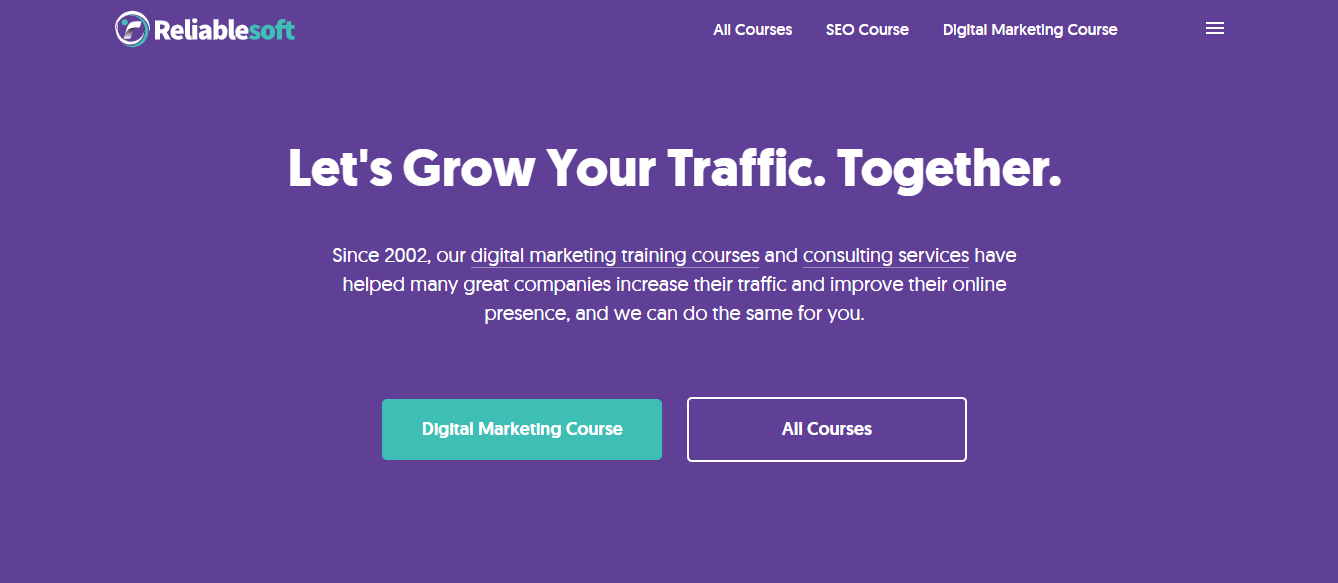 Reliablesoft
All Courses
SEO Course
Digital Marketing Course
Let's Grow Your Traffic. Together.
Since 2002, our digital marketing training courses and consulting services have
helped many great companies increase their traffic and improve their online
presence, and we can do the same for you.
Digital Marketing Course
All Courses